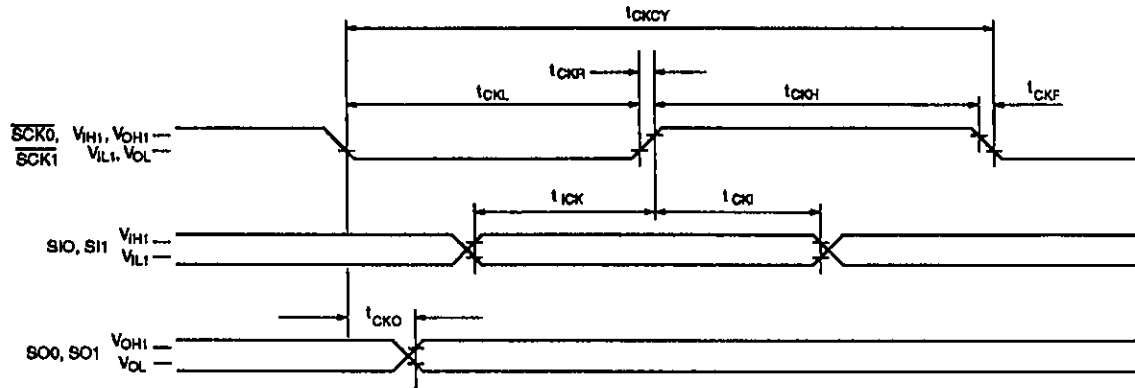 tCKCY
tCKR
tCKL
tCKH
tCKF
SCK0, VIH1, VOH1
SCK1 VIL1, VOL
tICK
tCKI
SI0, SI1 VIH1
VIL1
tCKO
SO0, SO1 VOH1
VOL